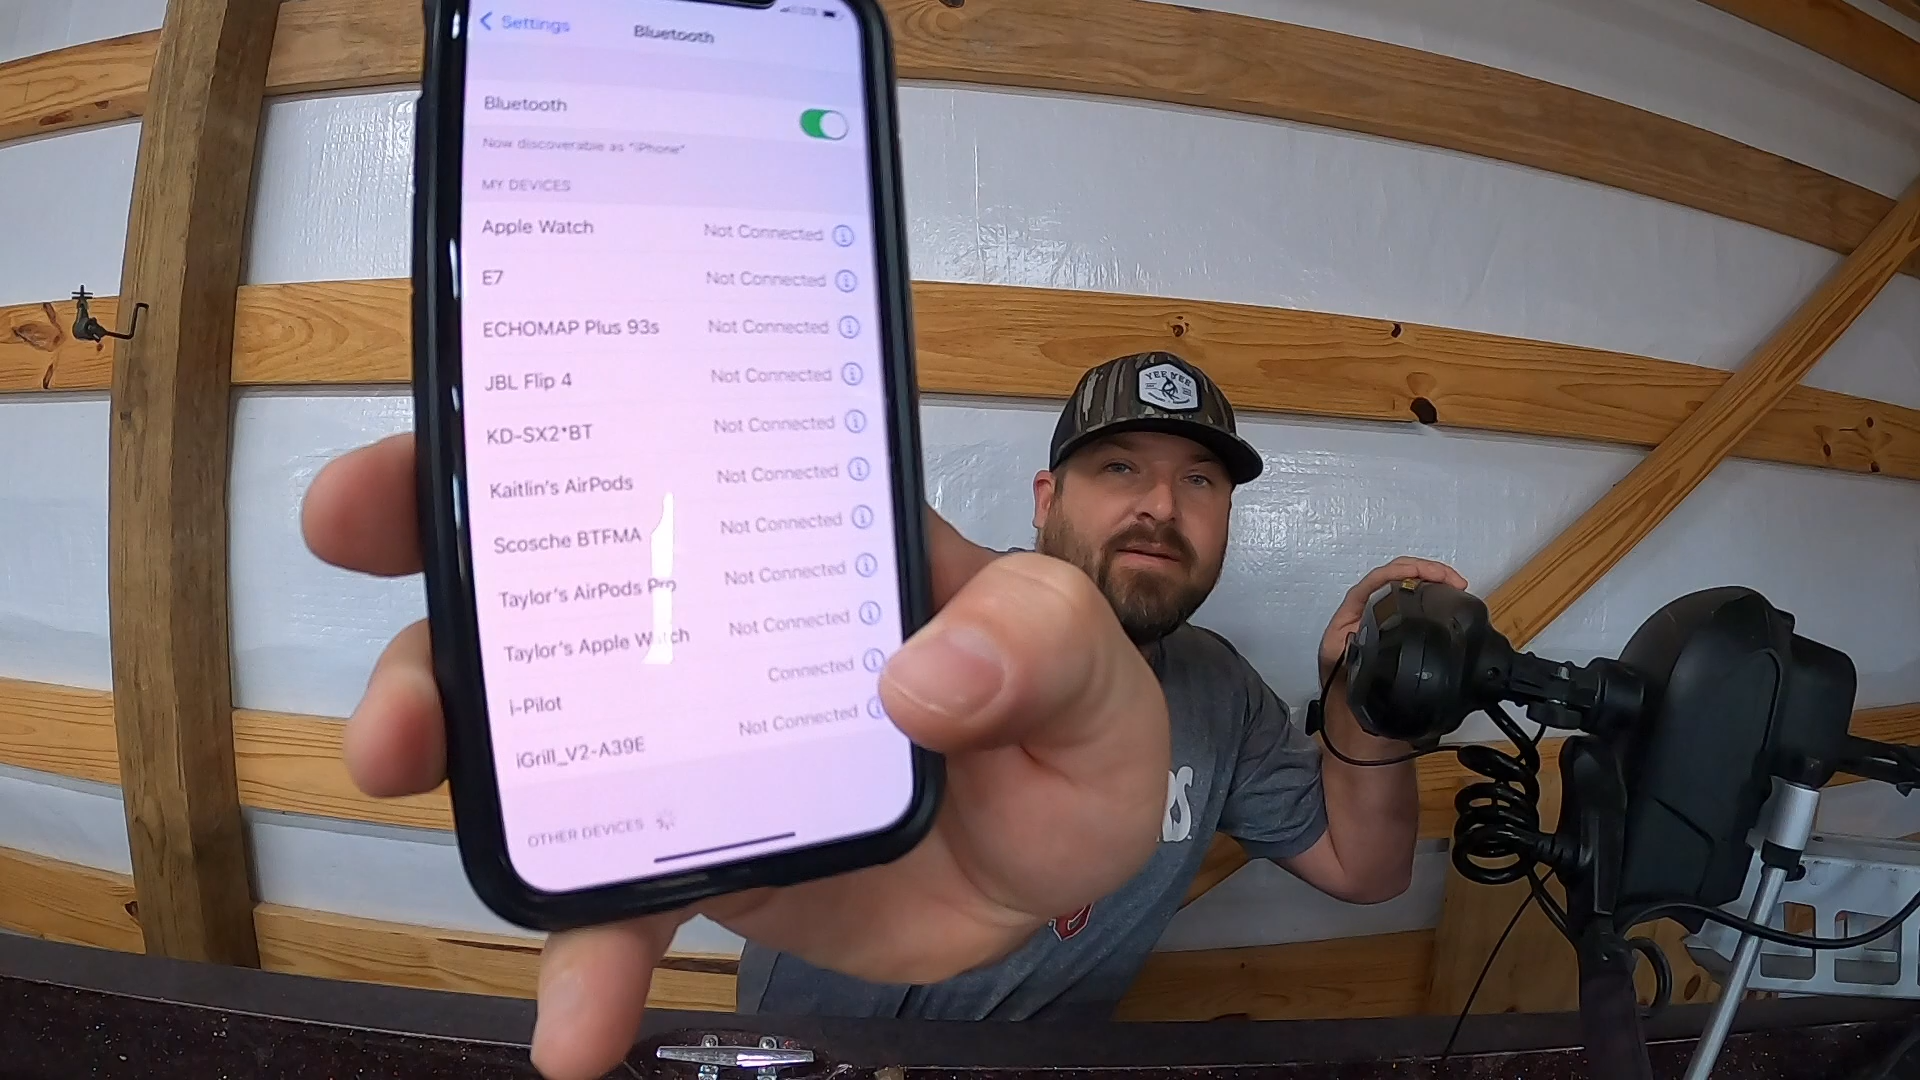 Settings
Bluetooth
Bluetooth
Now discoverable as "iPhone"
MY DEVICES
Apple Watch Not Connected
E7 Not Connected
ECHOMAP Plus 93s Not Connected
JBL Flip 4 Not Connected
KD-SX2*BT Not Connected
Kaitlin's AirPods Not Connected
Scosche BTFMA Not Connected
Taylor's AirPods Pro Not Connected
Taylor's Apple Watch Not Connected
i-Pilot Connected
iGrill_V2-A39E Not Connected
OTHER DEVICES
YEE YEE